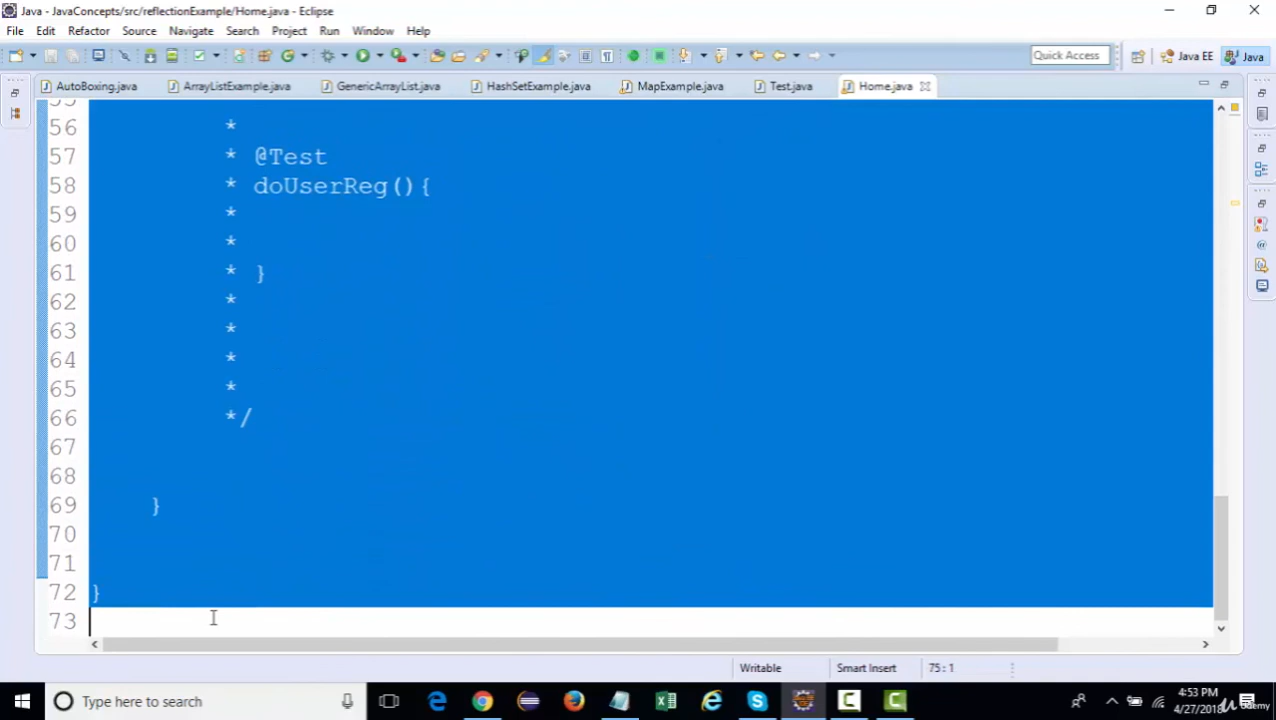 Java - JavaConcepts/src/reflectionExample/Home.java - Eclipse
File Edit Refactor Source Navigate Search Project Run Window Help
Quick Access Java EE Java
AutoBoxing.java ArrayListExample.java GenericArrayList.java HashSetExample.java MapExample.java Test.java Home.java
55
56 *
57 * @Test
58 * doUserReg(){
59 *
60 *
61 * }
62 *
63 *
64 *
65 *
66 */
67
68
69 }
70
71
72 }
73
Writable Smart Insert 75 : 1
Type here to search
4:53 PM
4/27/2018
Udemy